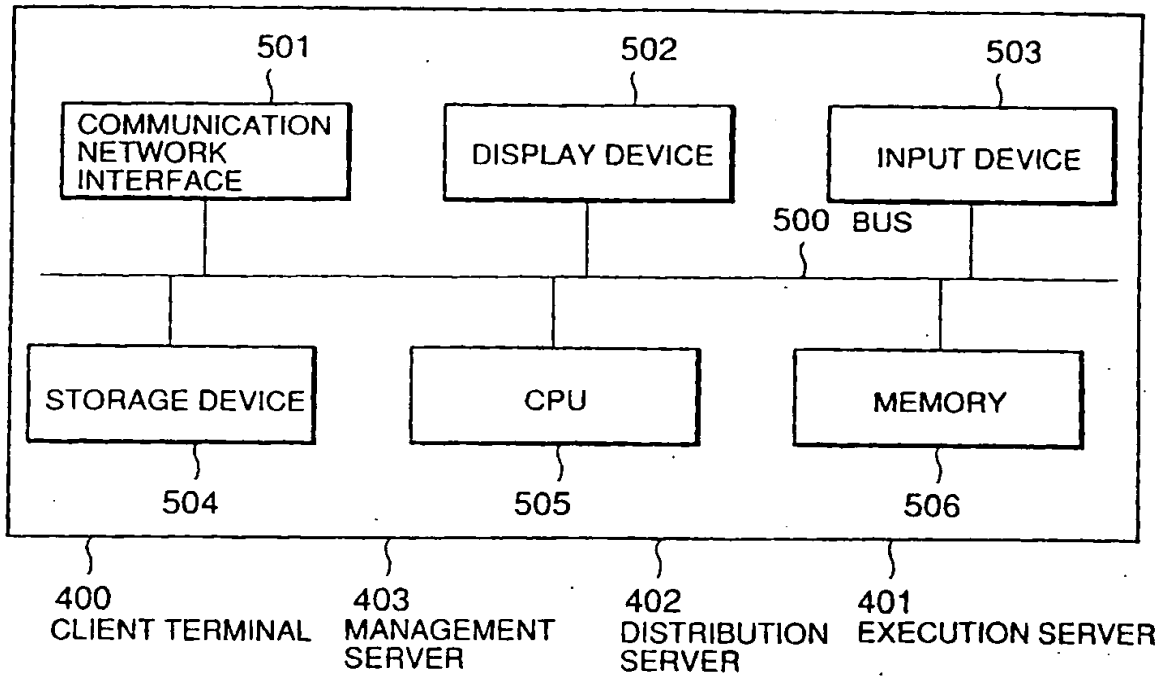 501
502
503
COMMUNICATION
NETWORK
INTERFACE
DISPLAY DEVICE
INPUT DEVICE
500 BUS
STORAGE DEVICE
CPU
MEMORY
504
505
506
400
CLIENT TERMINAL
403
MANAGEMENT
SERVER
402
DISTRIBUTION
SERVER
401
EXECUTION SERVER